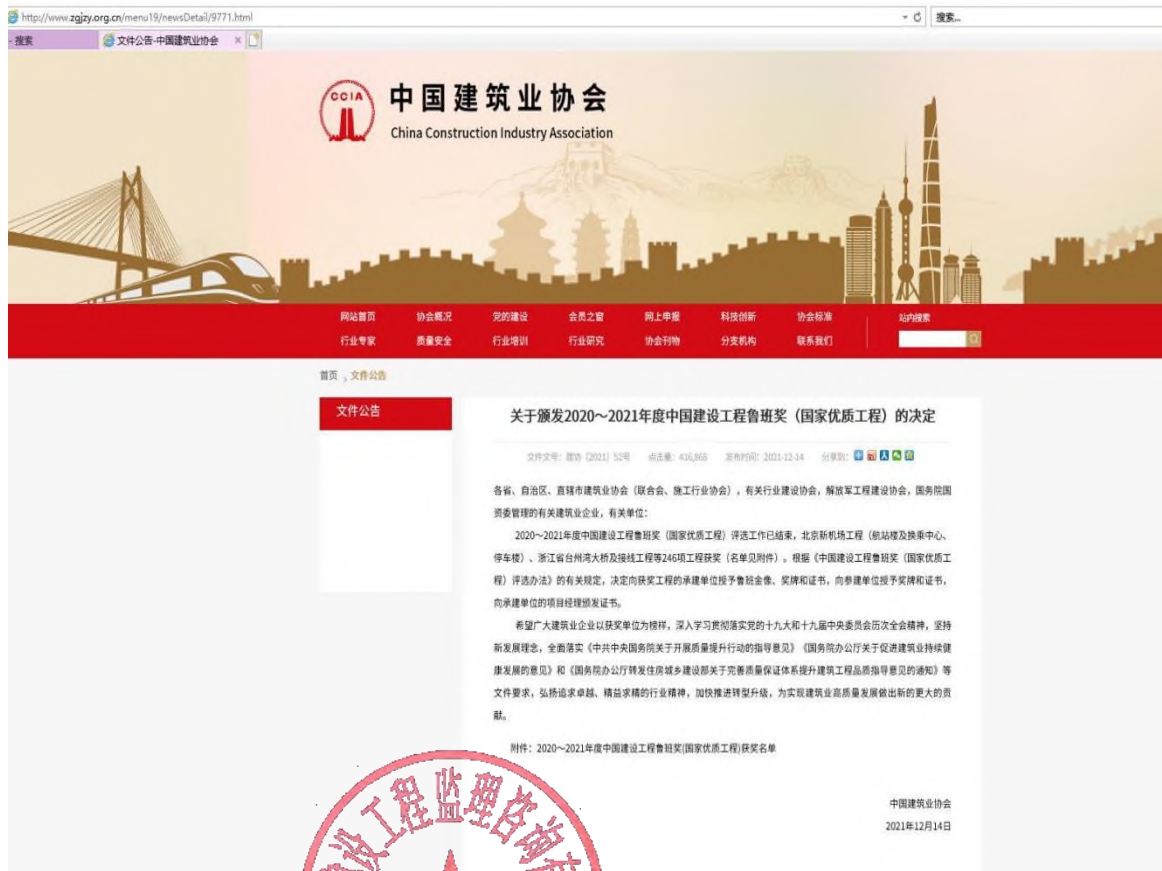 http://www.zgjzy.org.cn/menu19/newsDetail/9771.html
搜索...
- 搜索
文件公告-中国建筑业协会
CCIA
中国建筑业协会
China Construction Industry Association
网站首页 协会概况 党的建设 会员之窗 网上申报 科技创新 协会标准 站内搜索
行业专家 质量安全 行业培训 行业研究 协会刊物 分支机构 联系我们
首页 , 文件公告
文件公告
关于颁发2020～2021年度中国建设工程鲁班奖（国家优质工程）的决定
文件文号：建协〔2021〕52号 点击量：416,865 发布时间：2021-12-14 分享到：
各省、自治区、直辖市建筑业协会（联合会、施工行业协会），有关行业建设协会，解放军工程建设协会，国务院国
资委管理的有关建筑业企业，有关单位：
2020～2021年度中国建设工程鲁班奖（国家优质工程）评选工作已结束，北京新机场工程（航站楼及换乘中心、
停车楼）、浙江省台州湾大桥及接线工程等246项工程获奖（名单见附件）。根据《中国建设工程鲁班奖（国家优质工
程）评选办法》的有关规定，决定向获奖工程的承建单位授予鲁班金像、奖牌和证书，向参建单位授予奖牌和证书，
向承建单位的项目经理颁发证书。
希望广大建筑业企业以获奖单位为榜样，深入学习贯彻落实党的十九大和十九届中央委员会历次全会精神，坚持
新发展理念，全面落实《中共中央国务院关于开展质量提升行动的指导意见》《国务院办公厅关于促进建筑业持续健
康发展的意见》和《国务院办公厅转发住房城乡建设部关于完善质量保证体系提升建筑工程品质指导意见的通知》等
文件要求，弘扬追求卓越、精益求精的行业精神，加快推进转型升级，为实现建筑业高质量发展做出新的更大的贡
献。
附件：2020～2021年度中国建设工程鲁班奖(国家优质工程)获奖名单
中国建筑业协会
2021年12月14日
建设工程监理咨询有